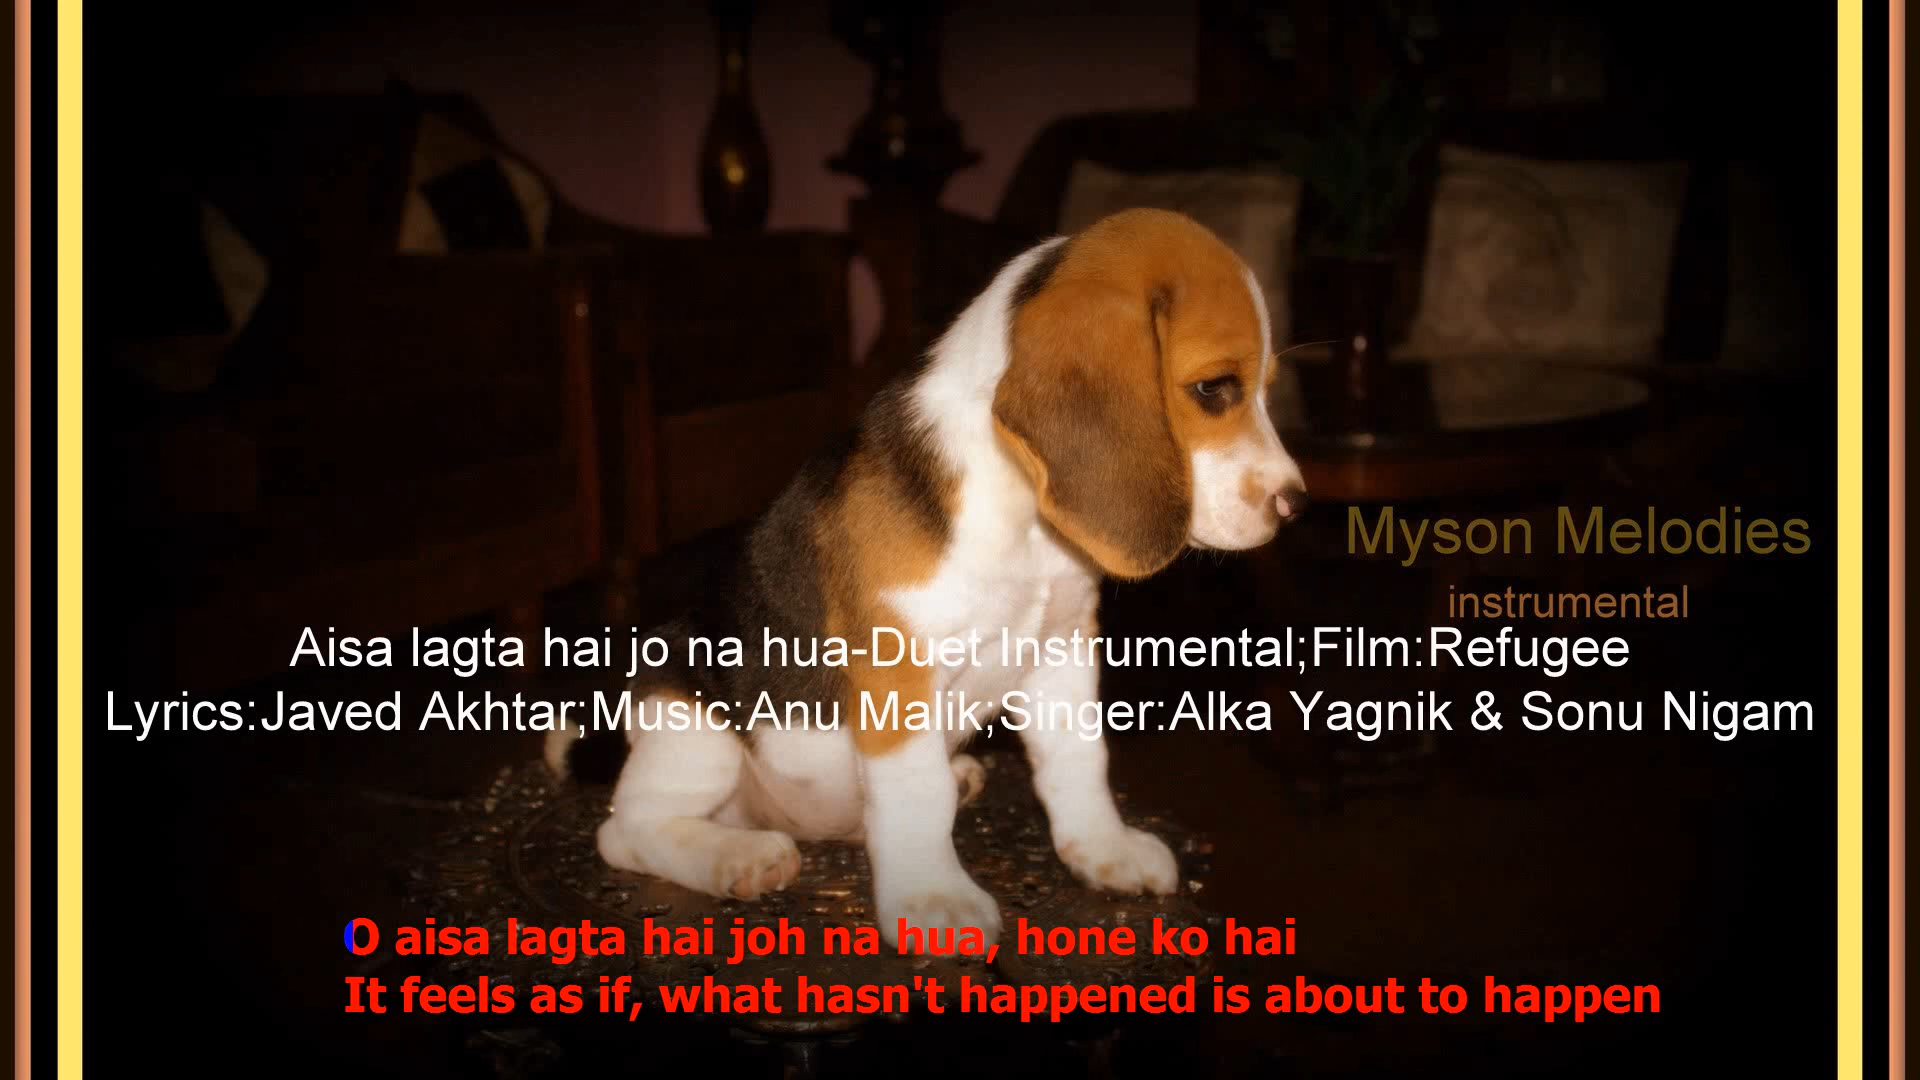 Myson Melodies
instrumental
Aisa lagta hai jo na hua-Duet Instrumental;Film:Refugee
Lyrics:Javed Akhtar;Music:Anu Malik;Singer:Alka Yagnik & Sonu Nigam
O aisa lagta hai joh na hua, hone ko hai
It feels as if, what hasn't happened is about to happen